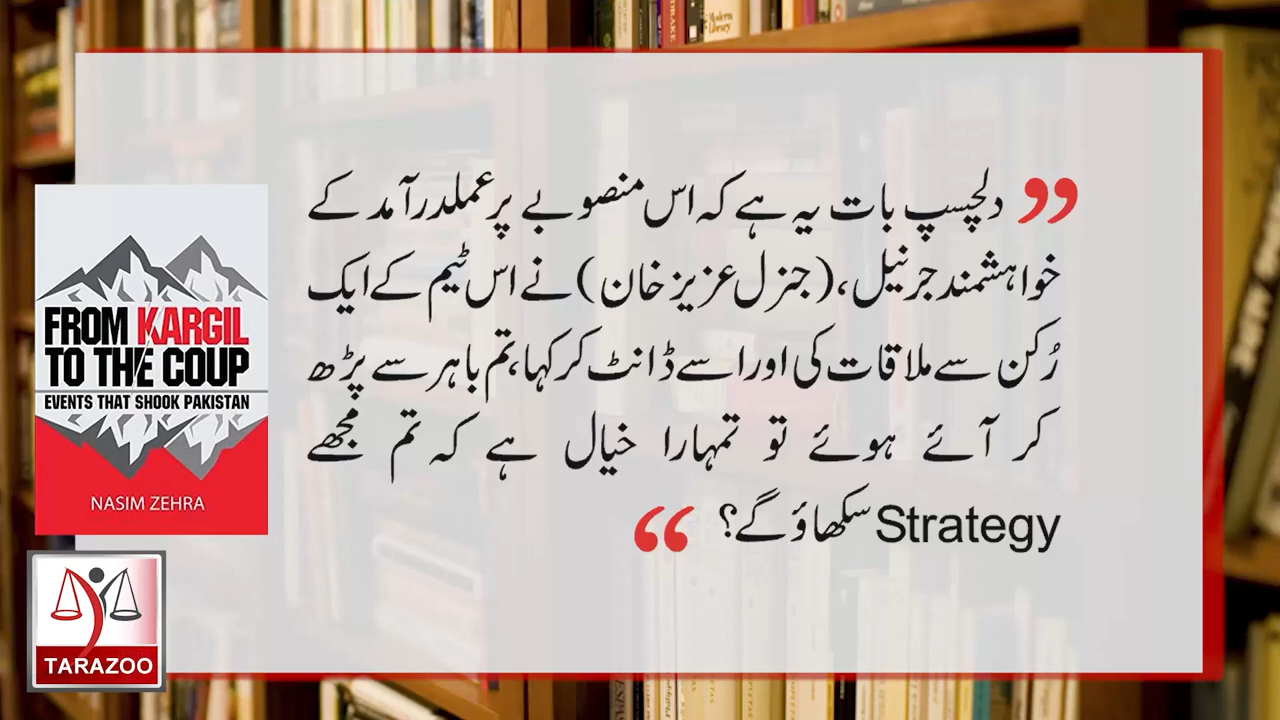 دلچسپ بات یہ ہے کہ اس منصوبے پر عملدرآمد کے
خواہشمند جرنیل، (جنرل عزیز خان) نے اس ٹیم کے ایک
رُکن سے ملاقات کی اور اسے ڈانٹ کر کہا، تم باہر سے پڑھ
کر آئے ہوئے تو تمہارا خیال ہے کہ تم مجھے
Strategy سکھاؤ گے؟
FROM KARGIL
TO THE COUP
EVENTS THAT SHOOK PAKISTAN
NASIM ZEHRA
TARAZOO